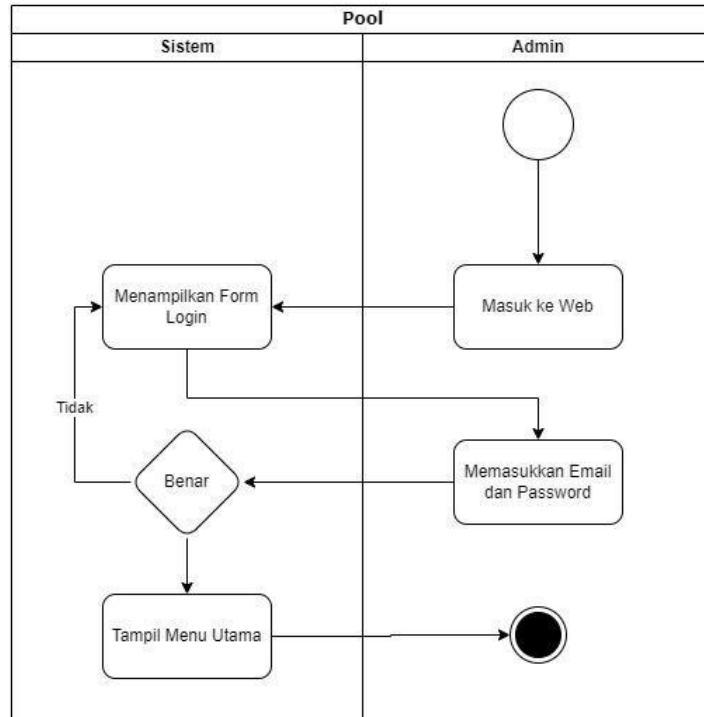 Pool
Sistem
Admin
Menampilkan Form
Login
Masuk ke Web
Tidak
Benar
Memasukkan Email
dan Password
Tampil Menu Utama